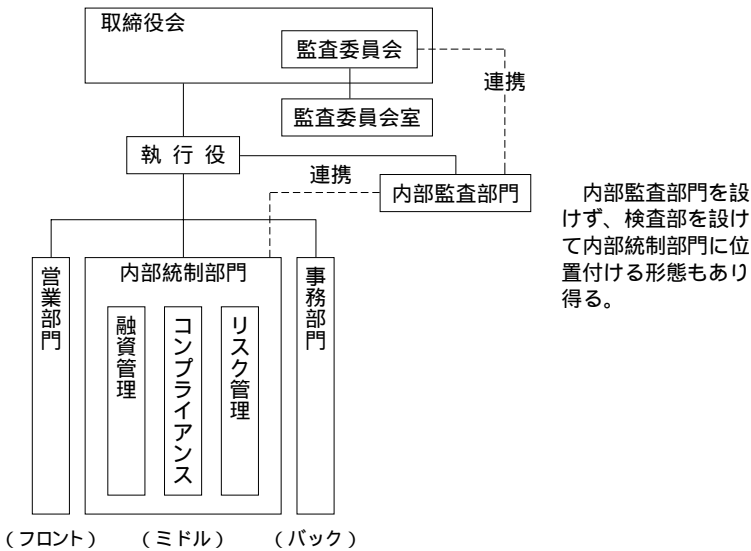 取締役会
監査委員会
連携
監査委員会室
執 行 役
連携
内部監査部門
内部監査部門を設
けず、検査部を設け
て内部統制部門に位
置付ける形態もあり
得る。
営業部門
内部統制部門
融資管理
コンプライアンス
リスク管理
事務部門
（フロント） （ミドル） （バック）